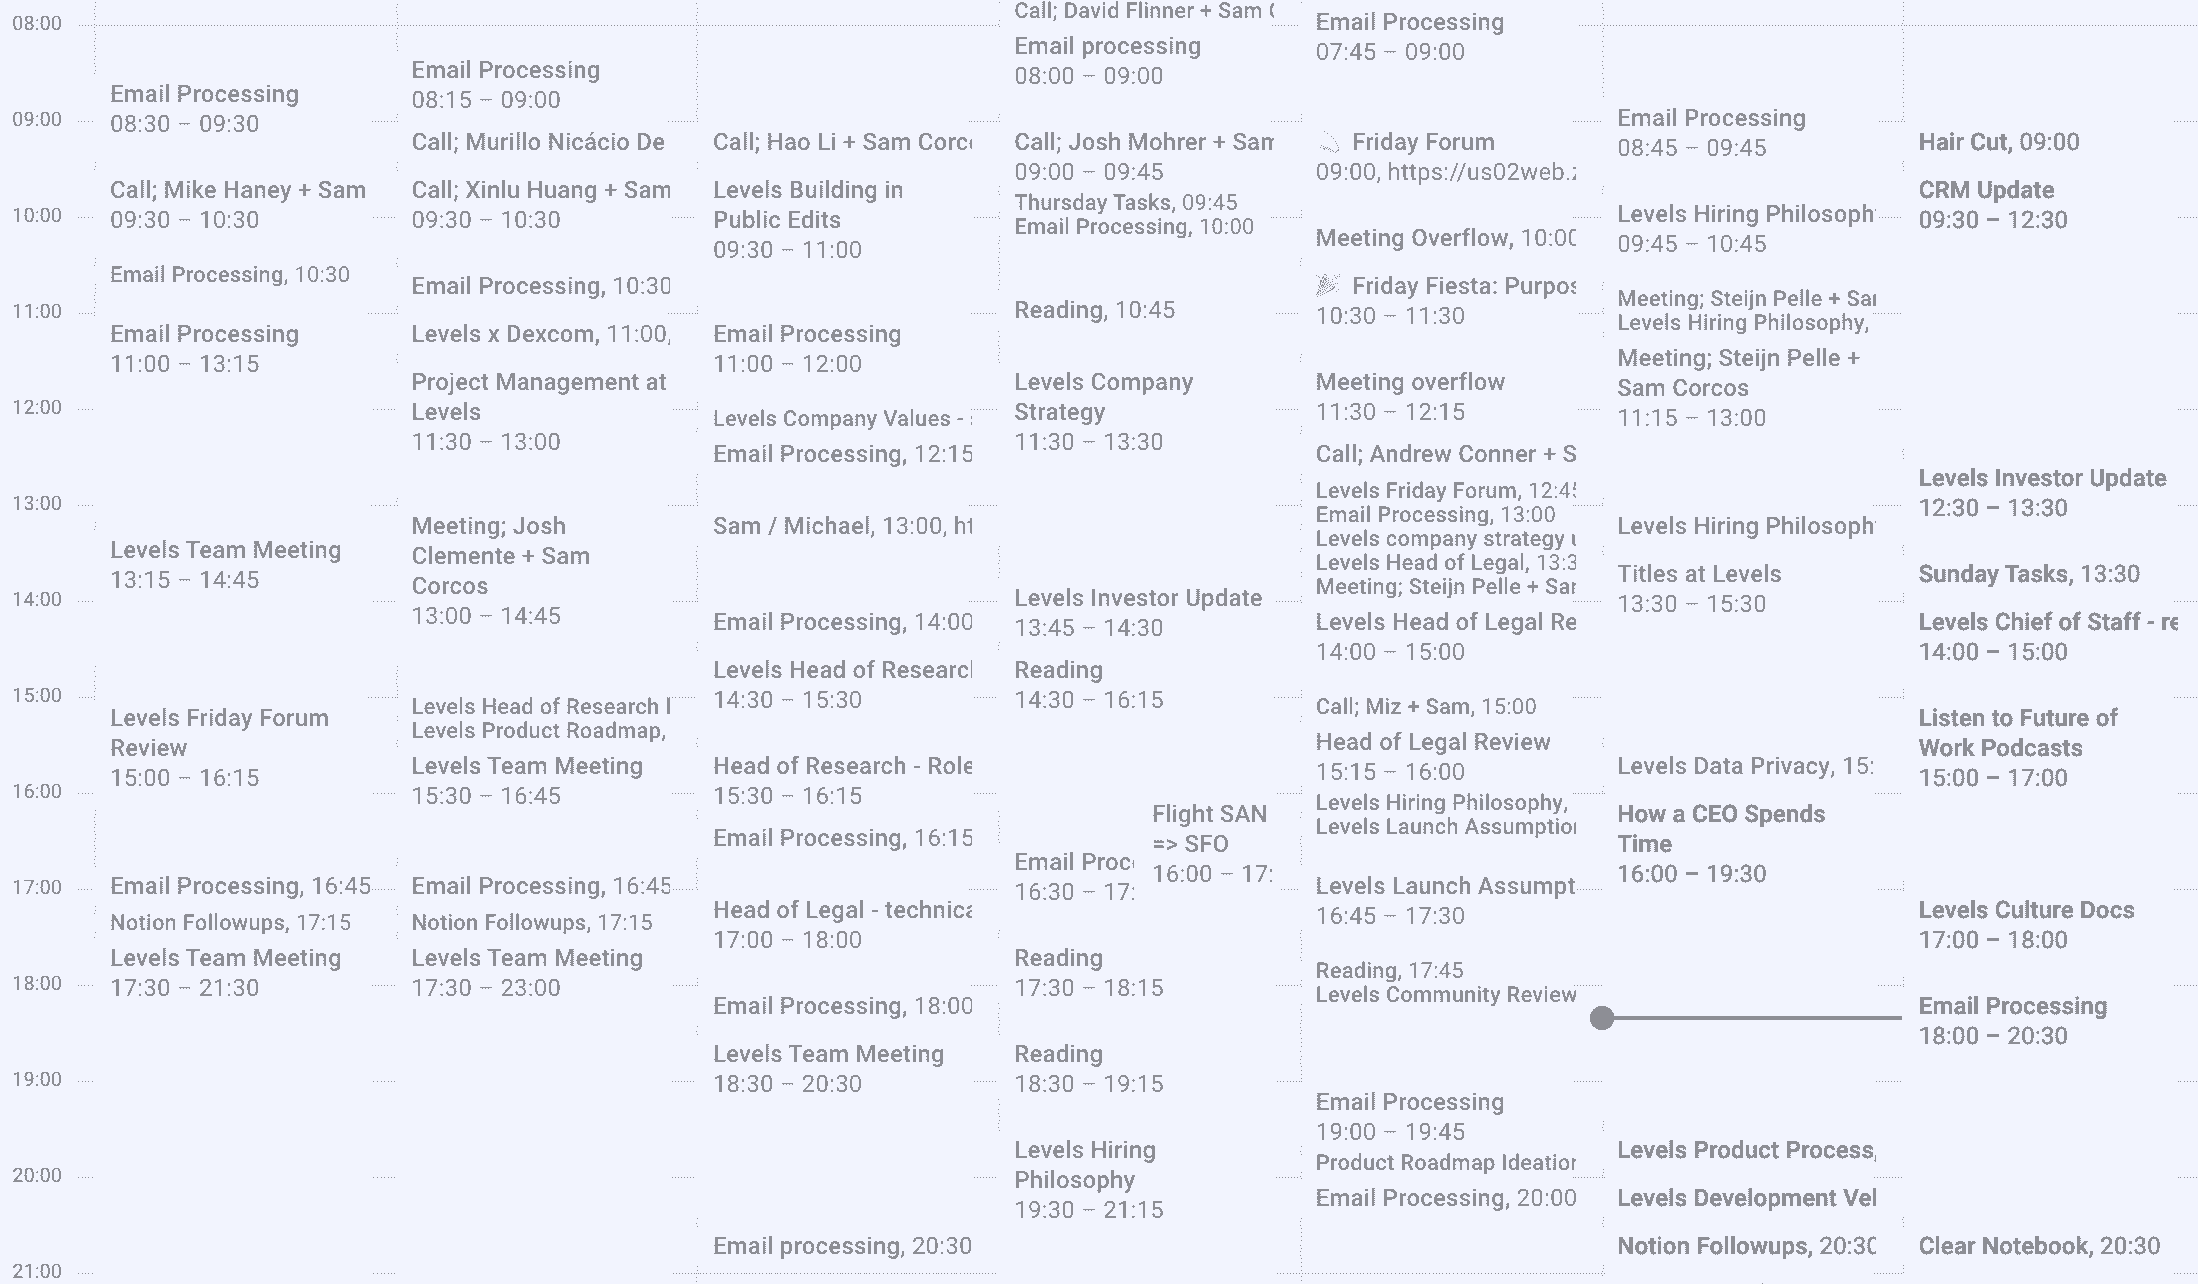 08:00
09:00
10:00
11:00
12:00
13:00
14:00
15:00
16:00
17:00
18:00
19:00
20:00
21:00
Email Processing
08:30 – 09:30
Call; Mike Haney + Sam
09:30 – 10:30
Email Processing, 10:30
Email Processing
11:00 – 13:15
Levels Team Meeting
13:15 – 14:45
Levels Friday Forum
Review
15:00 – 16:15
Email Processing, 16:45
Notion Followups, 17:15
Levels Team Meeting
17:30 – 21:30
Email Processing
08:15 – 09:00
Call; Murillo Nicácio De
Call; Xinlu Huang + Sam
09:30 – 10:30
Email Processing, 10:30
Levels x Dexcom, 11:00,
Project Management at
Levels
11:30 – 13:00
Meeting; Josh
Clemente + Sam
Corcos
13:00 – 14:45
Levels Head of Research
Levels Product Roadmap,
Levels Team Meeting
15:30 – 16:45
Email Processing, 16:45
Notion Followups, 17:15
Levels Team Meeting
17:30 – 23:00
Call; Hao Li + Sam Corc
Levels Building in
Public Edits
09:30 – 11:00
Email Processing
11:00 – 12:00
Levels Company Values -
Email Processing, 12:15
Sam / Michael, 13:00, ht
Email Processing, 14:00
Levels Head of Research
14:30 – 15:30
Head of Research - Role
15:30 – 16:15
Email Processing, 16:15
Head of Legal - technica
17:00 – 18:00
Email Processing, 18:00
Levels Team Meeting
18:30 – 20:30
Email processing, 20:30
Call; David Flinner + Sam
Email processing
08:00 – 09:00
Call; Josh Mohrer + Sam
09:00 – 09:45
Thursday Tasks, 09:45
Email Processing, 10:00
Reading, 10:45
Levels Company
Strategy
11:30 – 13:30
Levels Investor Update
13:45 – 14:30
Reading
14:30 – 16:15
Flight SAN
=> SFO
16:00 – 17:
Email Proc
16:30 – 17:
Reading
17:30 – 18:15
Reading
18:30 – 19:15
Levels Hiring
Philosophy
19:30 – 21:15
Email Processing
07:45 – 09:00
Friday Forum
09:00, https://us02web.z
Meeting Overflow, 10:00
Friday Fiesta: Purpos
10:30 – 11:30
Meeting overflow
11:30 – 12:15
Call; Andrew Conner + S
Levels Friday Forum, 12:45
Email Processing, 13:00
Levels company strategy
Levels Head of Legal, 13:3
Meeting; Steijn Pelle + Sam
Levels Head of Legal Re
14:00 – 15:00
Call; Miz + Sam, 15:00
Head of Legal Review
15:15 – 16:00
Levels Hiring Philosophy,
Levels Launch Assumption
Levels Launch Assumpt
16:45 – 17:30
Reading, 17:45
Levels Community Review
Email Processing
19:00 – 19:45
Product Roadmap Ideation
Email Processing, 20:00
Email Processing
08:45 – 09:45
Levels Hiring Philosoph
09:45 – 10:45
Meeting; Steijn Pelle + Sam
Levels Hiring Philosophy,
Meeting; Steijn Pelle +
Sam Corcos
11:15 – 13:00
Levels Hiring Philosoph
Titles at Levels
13:30 – 15:30
Levels Data Privacy, 15:
How a CEO Spends
Time
16:00 – 19:30
Levels Product Process,
Levels Development Vel
Notion Followups, 20:30
Hair Cut, 09:00
CRM Update
09:30 – 12:30
Levels Investor Update
12:30 – 13:30
Sunday Tasks, 13:30
Levels Chief of Staff - re
14:00 – 15:00
Listen to Future of
Work Podcasts
15:00 – 17:00
Levels Culture Docs
17:00 – 18:00
Email Processing
18:00 – 20:30
Clear Notebook, 20:30